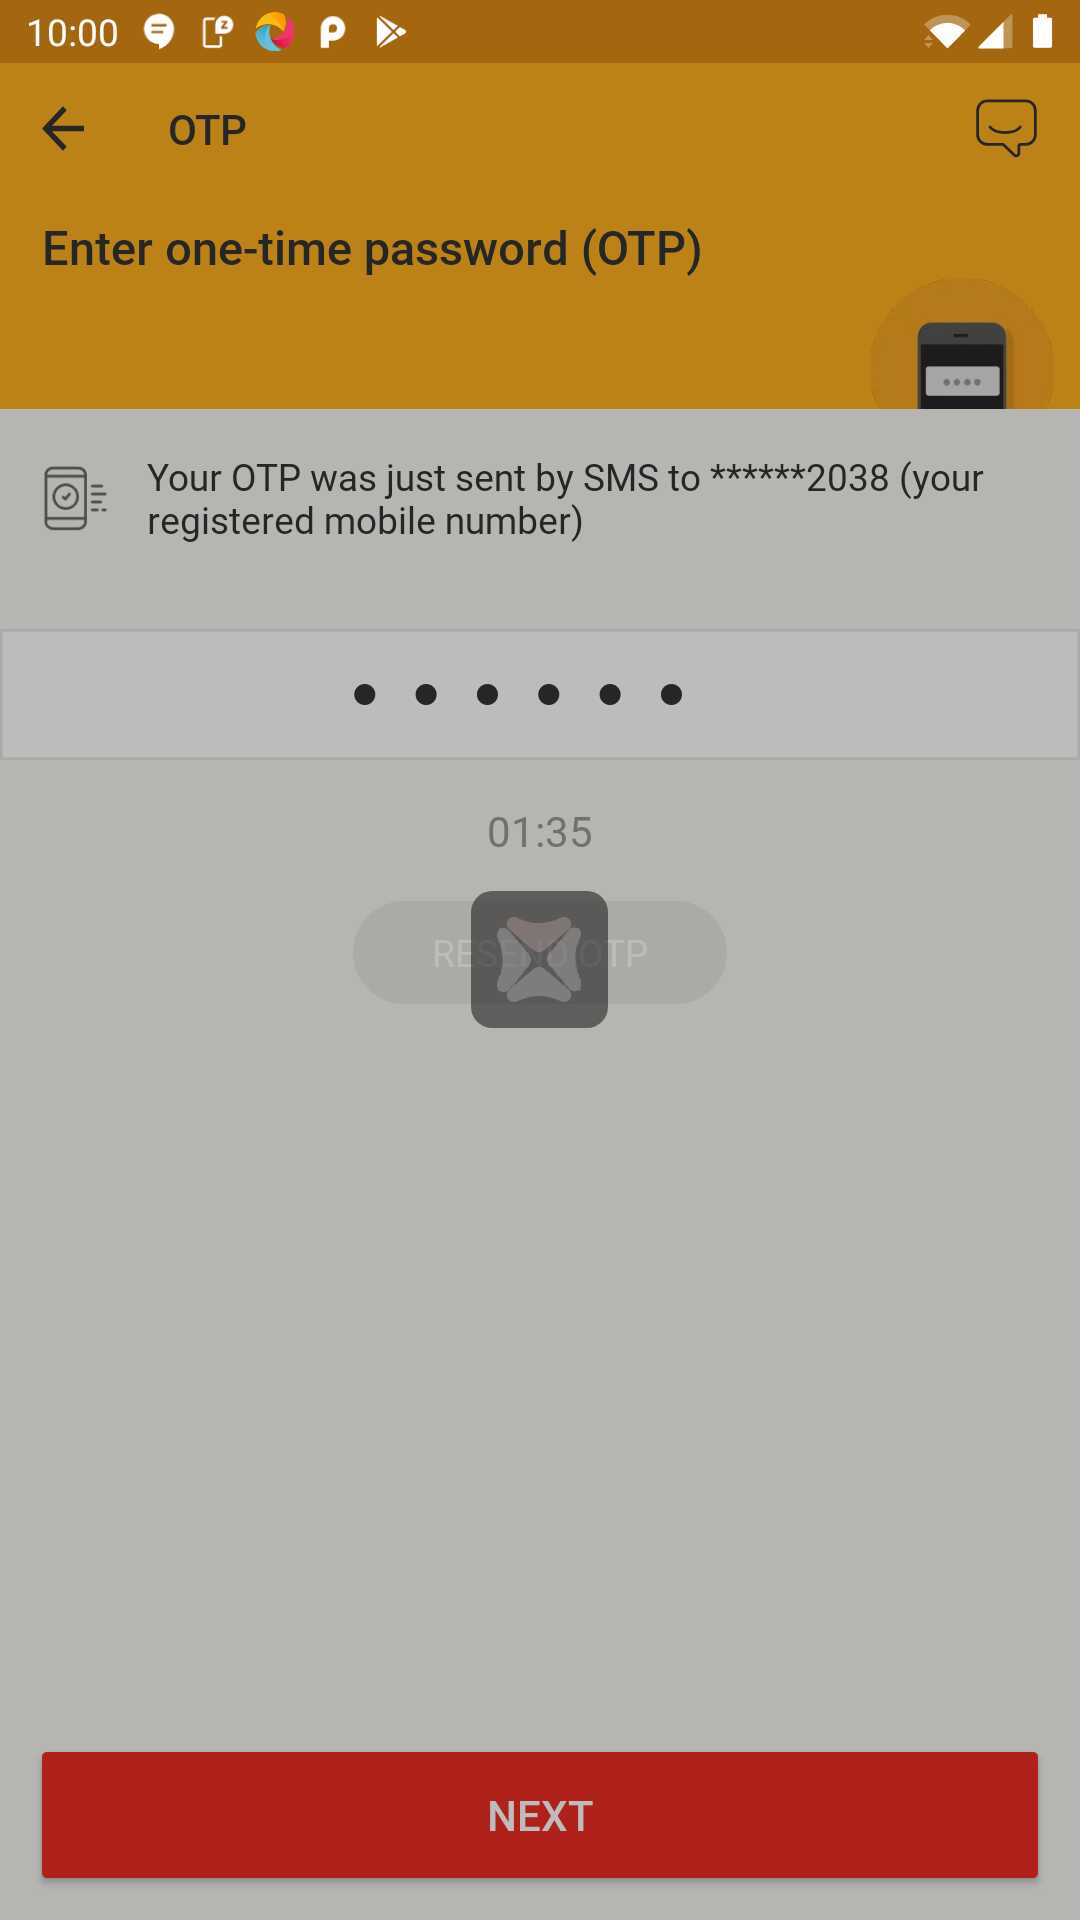 10:00
OTP
Enter one-time password (OTP)
Your OTP was just sent by SMS to ******2038 (your
registered mobile number)
01:35
RESEND OTP
NEXT